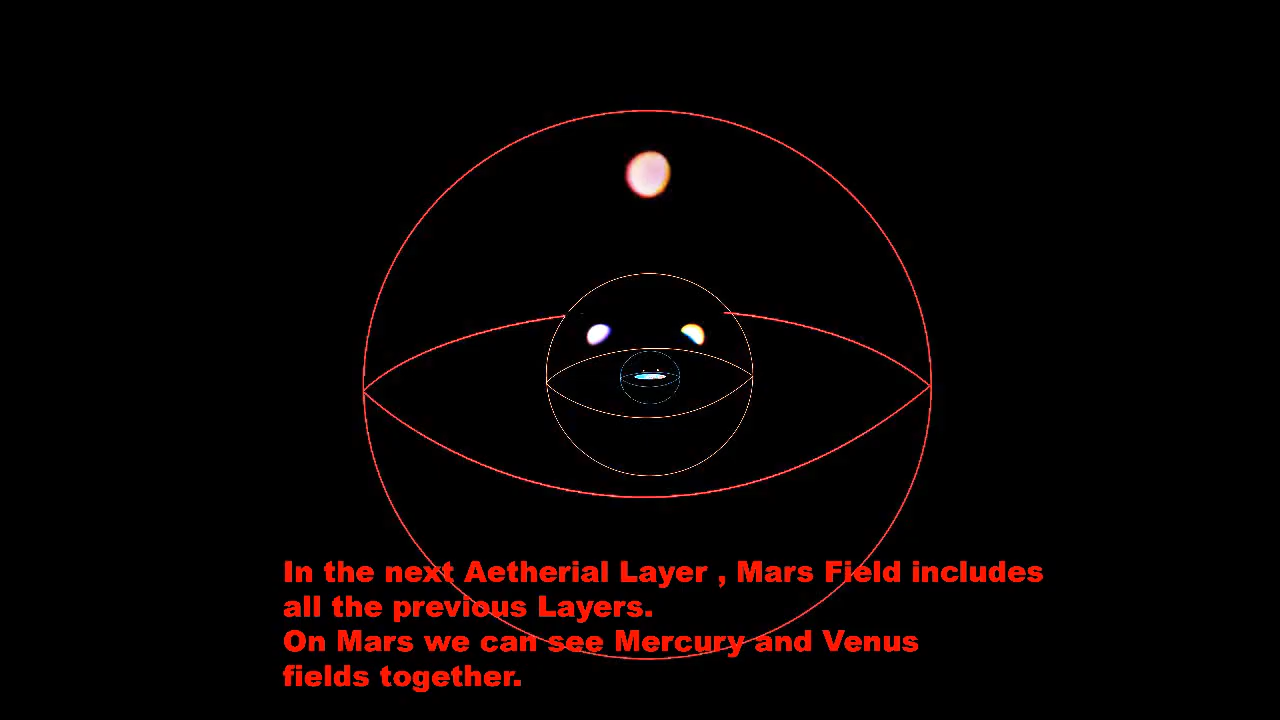 In the next Aetherial Layer , Mars Field includes
all the previous Layers.
On Mars we can see Mercury and Venus
fields together.